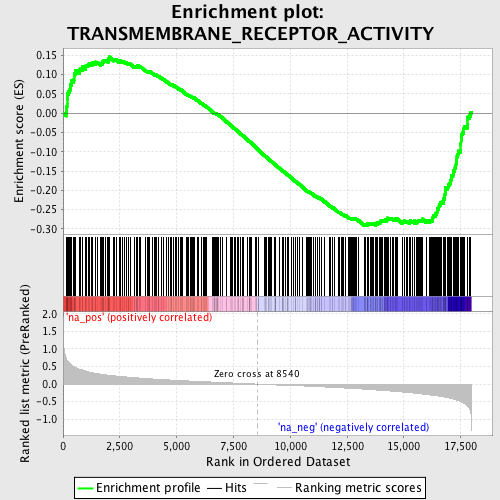 Enrichment plot:
TRANSMEMBRANE_RECEPTOR_ACTIVITY
Enrichment score (ES)
0.15
0.10
0.05
0.00
-0.05
-0.10
-0.15
-0.20
-0.25
-0.30
'na_pos' (positively correlated)
Ranked list metric (PreRanked)
2.0
1.5
1.0
0.5
0.0
-0.5
-1.0
Zero cross at 8540
'na_neg' (negatively correlated)
0
2,500
5,000
7,500
10,000
12,500
15,000
17,500
Rank in Ordered Dataset
Enrichment profile
Hits
Ranking metric scores